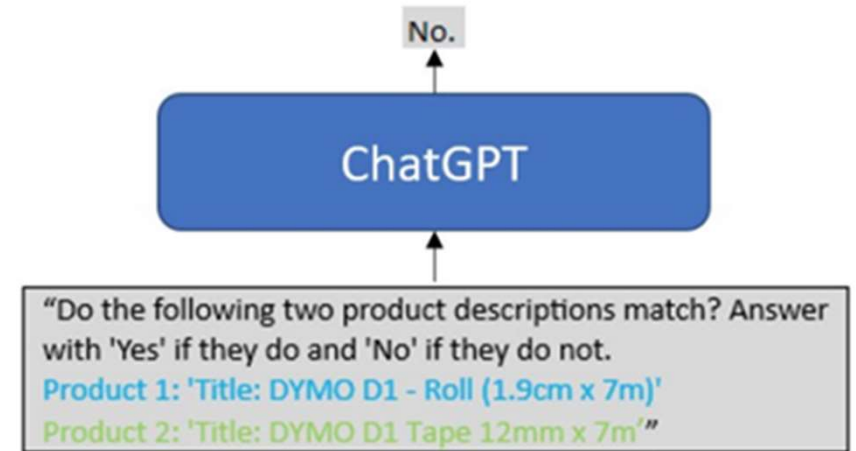 No.
ChatGPT
“Do the following two product descriptions match? Answer
with 'Yes' if they do and 'No' if they do not.
Product 1: 'Title: DYMO D1 - Roll (1.9cm x 7m)'
Product 2: 'Title: DYMO D1 Tape 12mm x 7m'”